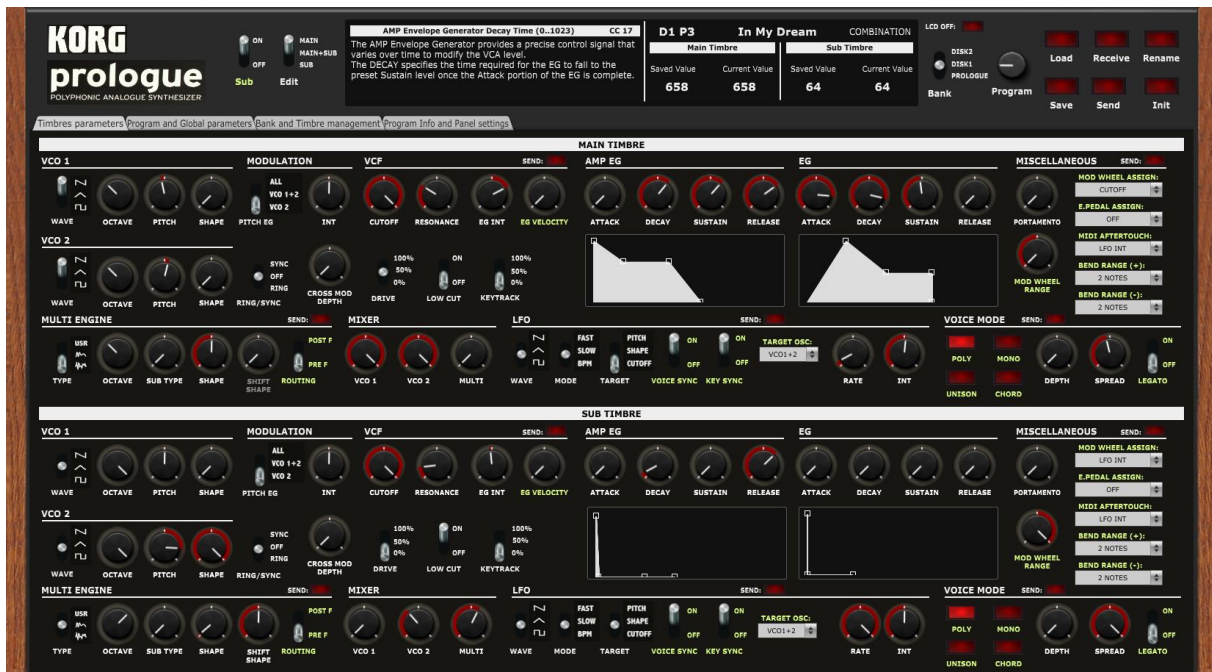 KORG
prologue
POLYPHONIC ANALOGUE SYNTHESIZER
ON
OFF
Sub
MAIN
MAIN+SUB
SUB
Edit
AMP Envelope Generator Decay Time (0..1023) CC 17
The AMP Envelope Generator provides a precise control signal that
varies over time to modify the VCA level.
The DECAY specifies the time required for the EG to fall to the
preset Sustain level once the Attack portion of the EG is complete.
D1 P3 In My Dream COMBINATION
Main Timbre Sub Timbre
Saved Value Current Value Saved Value Current Value
658 658 64 64
LCD OFF:
DISK2
DISK1
PROLOGUE
Bank
Program
Load Receive Rename
Save Send Init
Timbres parameters Program and Global parameters Bank and Timbre management Program Info and Panel settings
MAIN TIMBRE
VCO 1 MODULATION VCF SEND: AMP EG EG MISCELLANEOUS SEND:
WAVE OCTAVE PITCH SHAPE
ALL
VCO 1+2
VCO 2
PITCH EG INT
CUTOFF RESONANCE EG INT EG VELOCITY
ATTACK DECAY SUSTAIN RELEASE
ATTACK DECAY SUSTAIN RELEASE
PORTAMENTO
MOD WHEEL ASSIGN:
CUTOFF
E.PEDAL ASSIGN:
OFF
MIDI AFTERTOUCH:
LFO INT
BEND RANGE (+):
2 NOTES
BEND RANGE (-):
2 NOTES
MOD WHEEL
RANGE
VCO 2
WAVE OCTAVE PITCH SHAPE
SYNC
OFF
RING
RING/SYNC
CROSS MOD
DEPTH
100%
50%
0%
DRIVE
ON
OFF
LOW CUT
100%
50%
0%
KEYTRACK
MULTI ENGINE SEND: MIXER LFO SEND: VOICE MODE SEND:
USR
TYPE OCTAVE SUB TYPE SHAPE
SHIFT
SHAPE
POST F
PRE F
ROUTING
VCO 1 VCO 2 MULTI
WAVE
FAST
SLOW
BPM
MODE
PITCH
SHAPE
CUTOFF
TARGET
ON
OFF
VOICE SYNC
ON
OFF
KEY SYNC
TARGET OSC:
VCO1+2
RATE INT
POLY MONO
UNISON CHORD
DEPTH SPREAD
ON
OFF
LEGATO
SUB TIMBRE
VCO 1 MODULATION VCF SEND: AMP EG EG MISCELLANEOUS SEND:
WAVE OCTAVE PITCH SHAPE
ALL
VCO 1+2
VCO 2
PITCH EG INT
CUTOFF RESONANCE EG INT EG VELOCITY
ATTACK DECAY SUSTAIN RELEASE
ATTACK DECAY SUSTAIN RELEASE
PORTAMENTO
MOD WHEEL ASSIGN:
LFO INT
E.PEDAL ASSIGN:
OFF
MIDI AFTERTOUCH:
LFO INT
BEND RANGE (+):
2 NOTES
BEND RANGE (-):
2 NOTES
MOD WHEEL
RANGE
VCO 2
WAVE OCTAVE PITCH SHAPE
SYNC
OFF
RING
RING/SYNC
CROSS MOD
DEPTH
100%
50%
0%
DRIVE
ON
OFF
LOW CUT
100%
50%
0%
KEYTRACK
MULTI ENGINE SEND: MIXER LFO SEND: VOICE MODE SEND:
USR
TYPE OCTAVE SUB TYPE SHAPE
SHIFT
SHAPE
POST F
PRE F
ROUTING
VCO 1 VCO 2 MULTI
WAVE
FAST
SLOW
BPM
MODE
PITCH
SHAPE
CUTOFF
TARGET
ON
OFF
VOICE SYNC
ON
OFF
KEY SYNC
TARGET OSC:
VCO1+2
RATE INT
POLY MONO
UNISON CHORD
DEPTH SPREAD
ON
OFF
LEGATO